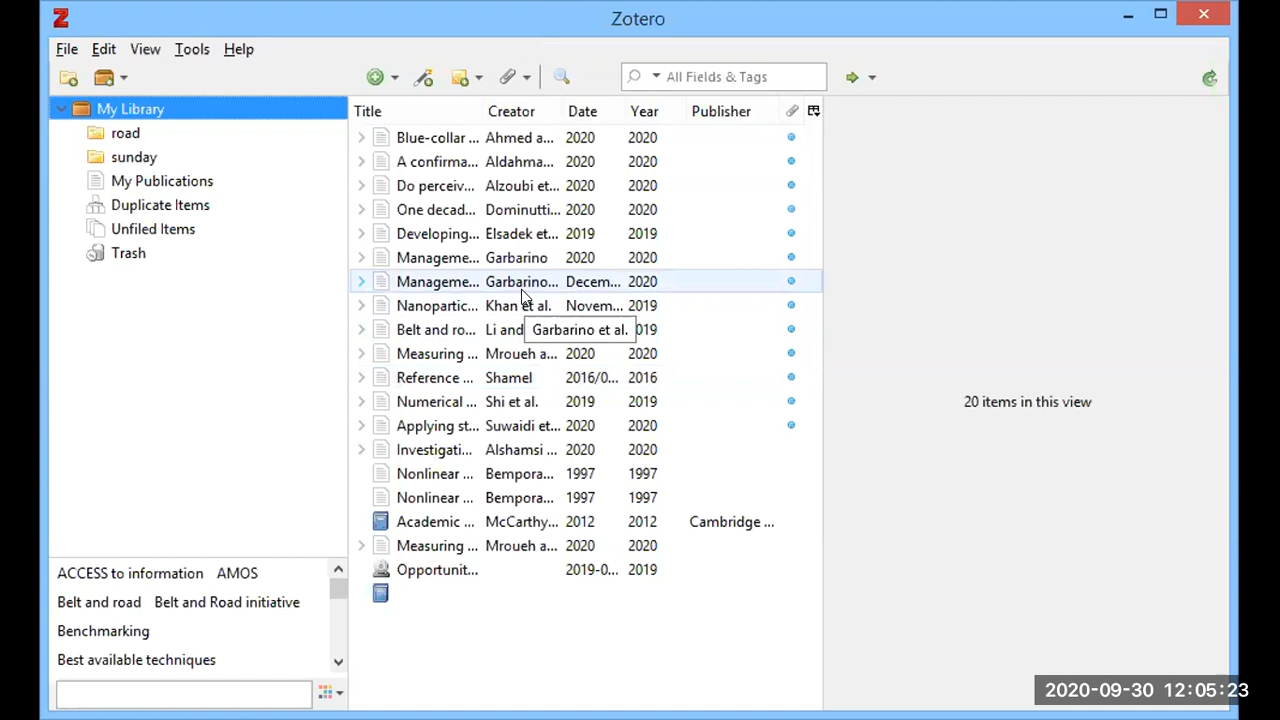 Zotero
File Edit View Tools Help
All Fields & Tags
My Library
road
sunday
My Publications
Duplicate Items
Unfiled Items
Trash
Title Creator Date Year Publisher
Blue-collar ... Ahmed a... 2020 2020
A confirma... Aldahma... 2020 2020
Do perceiv... Alzoubi et... 2020 2020
One decad... Dominutti... 2020 2020
Developing... Elsadek et... 2019 2019
Manageme... Garbarino 2020 2020
Manageme... Garbarino... Decem... 2020
Nanopartic... Khan et al. Novem... 2019
Belt and ro... Li and 019
Garbarino et al.
Measuring ... Mroueh a... 2020 2020
Reference ... Shamel 2016/0... 2016
Numerical ... Shi et al. 2019 2019
Applying st... Suwaidi et... 2020 2020
Investigati... Alshamsi ... 2020 2020
Nonlinear ... Bempora... 1997 1997
Nonlinear ... Bempora... 1997 1997
Academic ... McCarthy... 2012 2012 Cambridge ...
Measuring ... Mroueh a... 2020 2020
Opportunit... 2019-0... 2019
20 items in this view
ACCESS to information AMOS
Belt and road Belt and Road initiative
Benchmarking
Best available techniques
2020-09-30 12:05:23